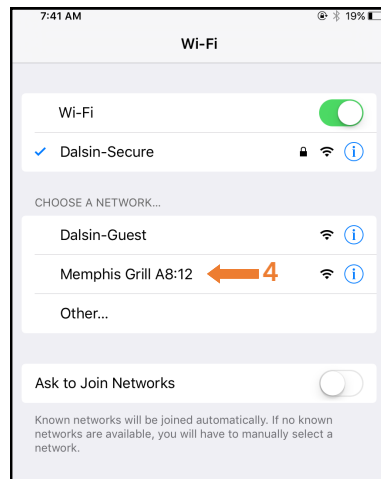 7:41 AM 19%
Wi-Fi
Wi-Fi
Dalsin-Secure
CHOOSE A NETWORK...
Dalsin-Guest
Memphis Grill A8:12 4
Other...
Ask to Join Networks
Known networks will be joined automatically. If no known
networks are available, you will have to manually select a
network.